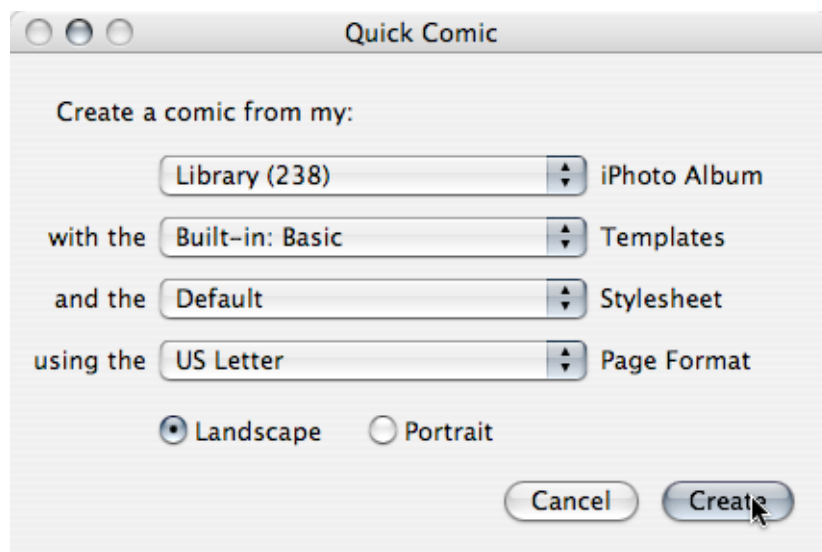 Quick Comic
Create a comic from my:
Library (238) iPhoto Album
with the Built-in: Basic Templates
and the Default Stylesheet
using the US Letter Page Format
Landscape Portrait
Cancel Create